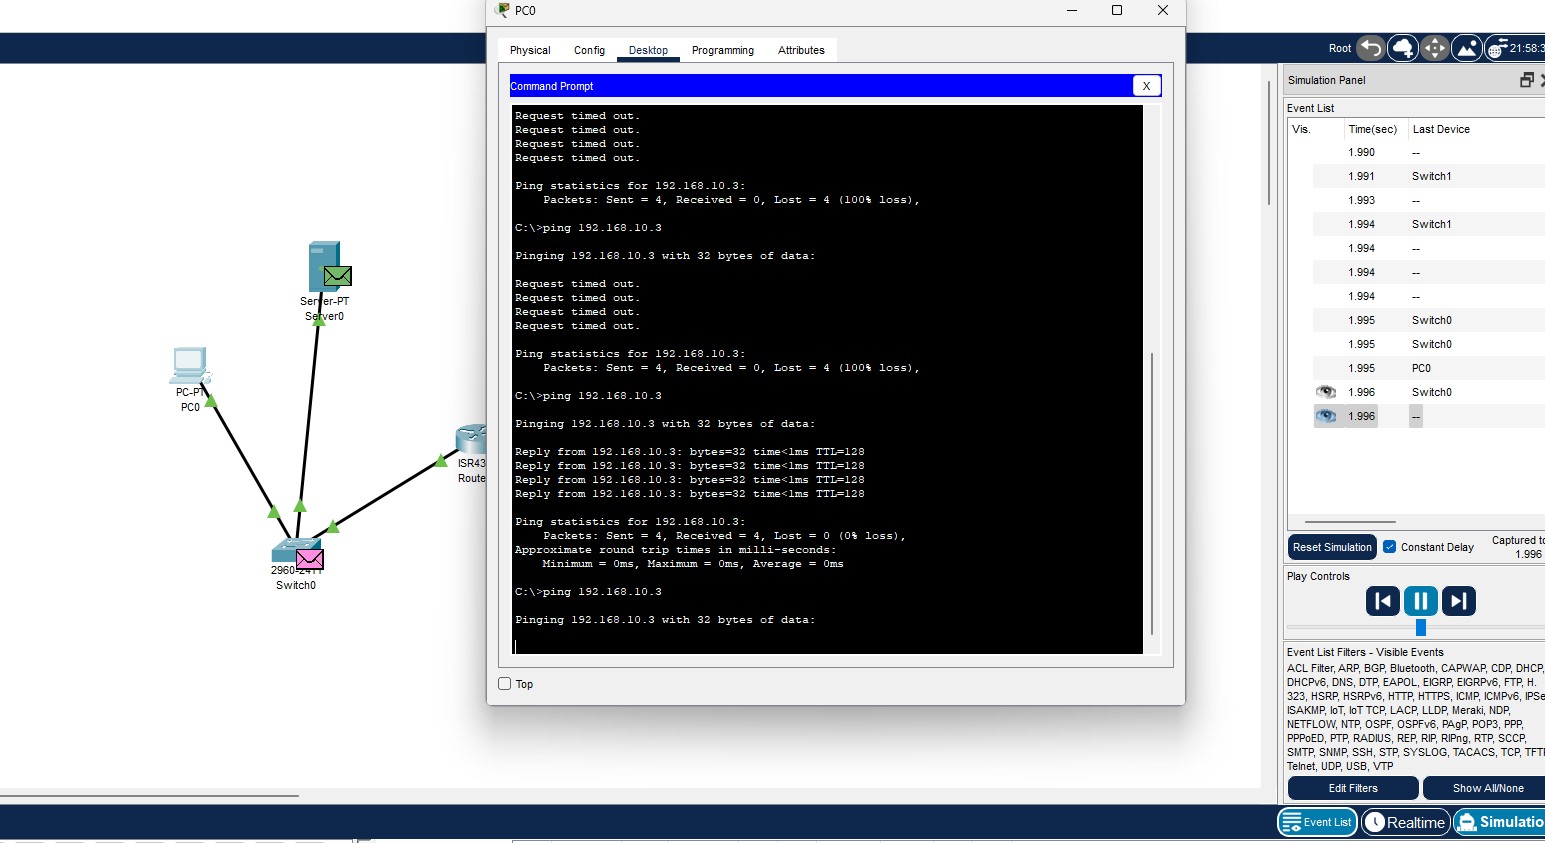 PC0
Physical Config Desktop Programming Attributes
Command Prompt X
Request timed out.
Request timed out.
Request timed out.
Request timed out.
Ping statistics for 192.168.10.3:
Packets: Sent = 4, Received = 0, Lost = 4 (100% loss),
C:\>ping 192.168.10.3
Pinging 192.168.10.3 with 32 bytes of data:
Request timed out.
Request timed out.
Request timed out.
Request timed out.
Ping statistics for 192.168.10.3:
Packets: Sent = 4, Received = 0, Lost = 4 (100% loss),
C:\>ping 192.168.10.3
Pinging 192.168.10.3 with 32 bytes of data:
Reply from 192.168.10.3: bytes=32 time<1ms TTL=128
Reply from 192.168.10.3: bytes=32 time<1ms TTL=128
Reply from 192.168.10.3: bytes=32 time<1ms TTL=128
Reply from 192.168.10.3: bytes=32 time<1ms TTL=128
Ping statistics for 192.168.10.3:
Packets: Sent = 4, Received = 4, Lost = 0 (0% loss),
Approximate round trip times in milli-seconds:
Minimum = 0ms, Maximum = 0ms, Average = 0ms
C:\>ping 192.168.10.3
Pinging 192.168.10.3 with 32 bytes of data:
Top
Server-PT
Server0
PC-PT
PC0
ISR43
Route
2960-24TT
Switch0
Root 21:58:3
Simulation Panel
Event List
Vis. Time(sec) Last Device
1.990 --
1.991 Switch1
1.993 --
1.994 Switch1
1.994 --
1.994 --
1.994 --
1.995 Switch0
1.995 Switch0
1.995 PC0
1.996 Switch0
1.996 --
Reset Simulation Constant Delay Captured to
1.996
Play Controls
Event List Filters - Visible Events
ACL Filter, ARP, BGP, Bluetooth, CAPWAP, CDP, DHCP,
DHCPv6, DNS, DTP, EAPOL, EIGRP, EIGRPv6, FTP, H.
323, HSRP, HSRPv6, HTTP, HTTPS, ICMP, ICMPv6, IPSe
ISAKMP, IoT, IoT TCP, LACP, LLDP, Meraki, NDP,
NETFLOW, NTP, OSPF, OSPFv6, PAgP, POP3, PPP,
PPPoED, PTP, RADIUS, REP, RIP, RIPng, RTP, SCCP,
SMTP, SNMP, SSH, STP, SYSLOG, TACACS, TCP, TFT
Telnet, UDP, USB, VTP
Edit Filters Show All/None
Event List Realtime Simulatio